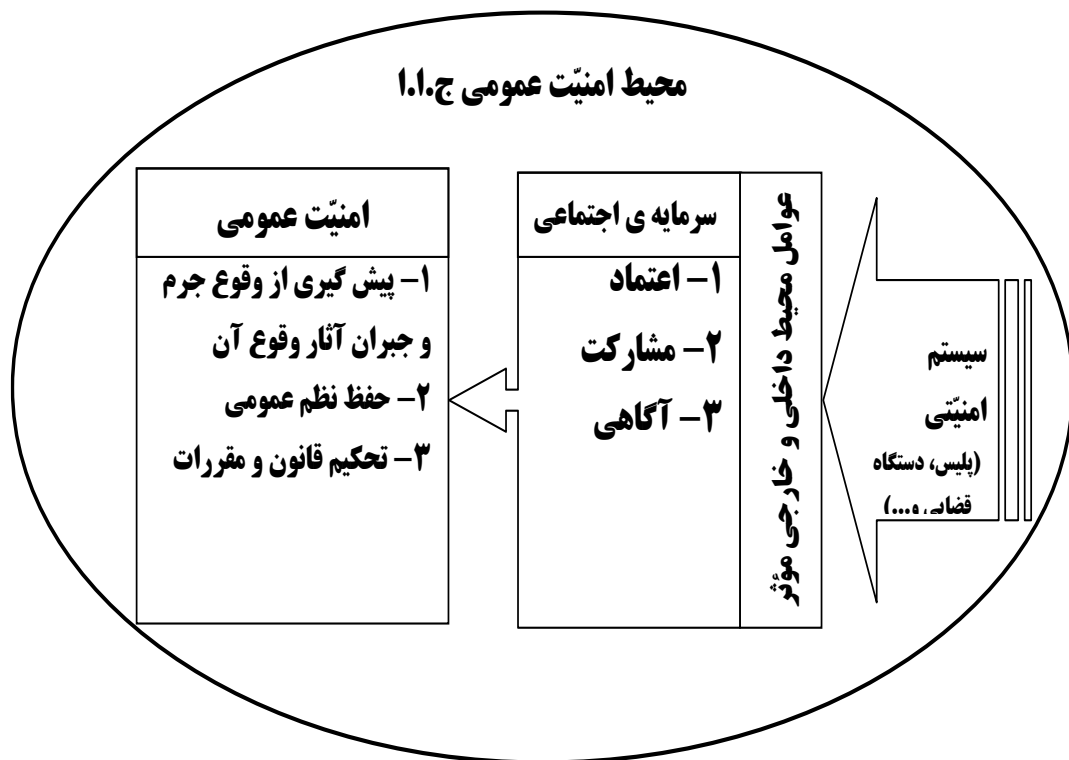 محیط امنیّت عمومی ج.ا.ا
سیستم
امنیّتی
(پلیس، دستگاه
قضایی و...)
عوامل محیط داخلی و خارجی مؤثر
سرمایه ی اجتماعی
۱- اعتماد
۲- مشارکت
۳- آگاهی
امنیّت عمومی
۱- پیش گیری از وقوع جرم
و جبران آثار وقوع آن
۲- حفظ نظم عمومی
۳- تحکیم قانون و مقررات